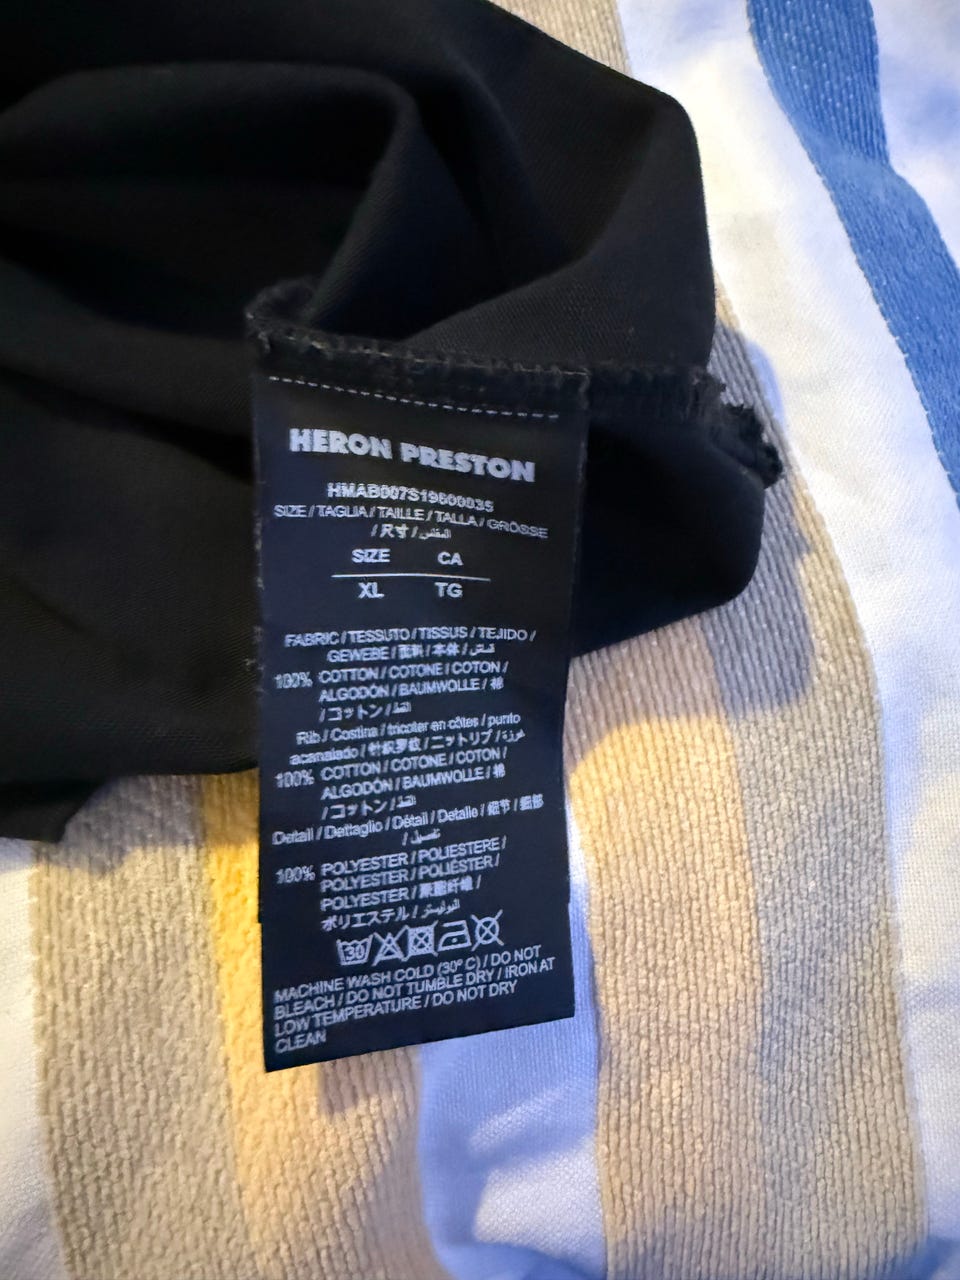 HERON PRESTON
HMAB007S19600035
SIZE / TAGLIA / TAILLE / TALLA / GRÖSSE
/ 尺寸 / المقاس
SIZE CA
XL TG
FABRIC / TESSUTO / TISSUS / TEJIDO /
GEWEBE / 面料 / 本体 /
100% COTTON / COTONE / COTON /
ALGODÓN / BAUMWOLLE / 棉
/ コットン /
Rib / Costina / tricoter en côtes / punto
acanalado / 针织罗纹 / ニットリブ /
100% COTTON / COTONE / COTON /
ALGODÓN / BAUMWOLLE / 棉
/ コットン /
Detail / Dettaglio / Détail / Detalle / 细节 / 細部
/ تفصيل
100% POLYESTER / POLIESTERE /
POLYESTER / POLIÉSTER /
POLYESTER / 聚酯纤维 /
ポリエステル / البوليستر
30
MACHINE WASH COLD (30° C) / DO NOT
BLEACH / DO NOT TUMBLE DRY / IRON AT
LOW TEMPERATURE / DO NOT DRY
CLEAN